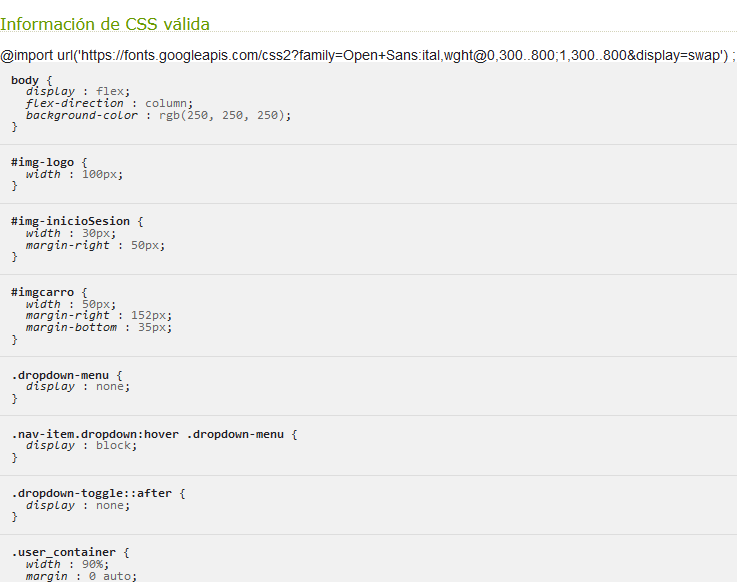 Información de CSS válida
@import url('https://fonts.googleapis.com/css2?family=Open+Sans:ital,wght@0,300..800;1,300..800&display=swap') ;
body {
display : flex;
flex-direction : column;
background-color : rgb(250, 250, 250);
}
#img-logo {
width : 100px;
}
#img-inicioSesion {
width : 30px;
margin-right : 50px;
}
#imgcarro {
width : 50px;
margin-right : 152px;
margin-bottom : 35px;
}
.dropdown-menu {
display : none;
}
.nav-item.dropdown:hover .dropdown-menu {
display : block;
}
.dropdown-toggle::after {
display : none;
}
.user_container {
width : 90%;
margin : 0 auto;